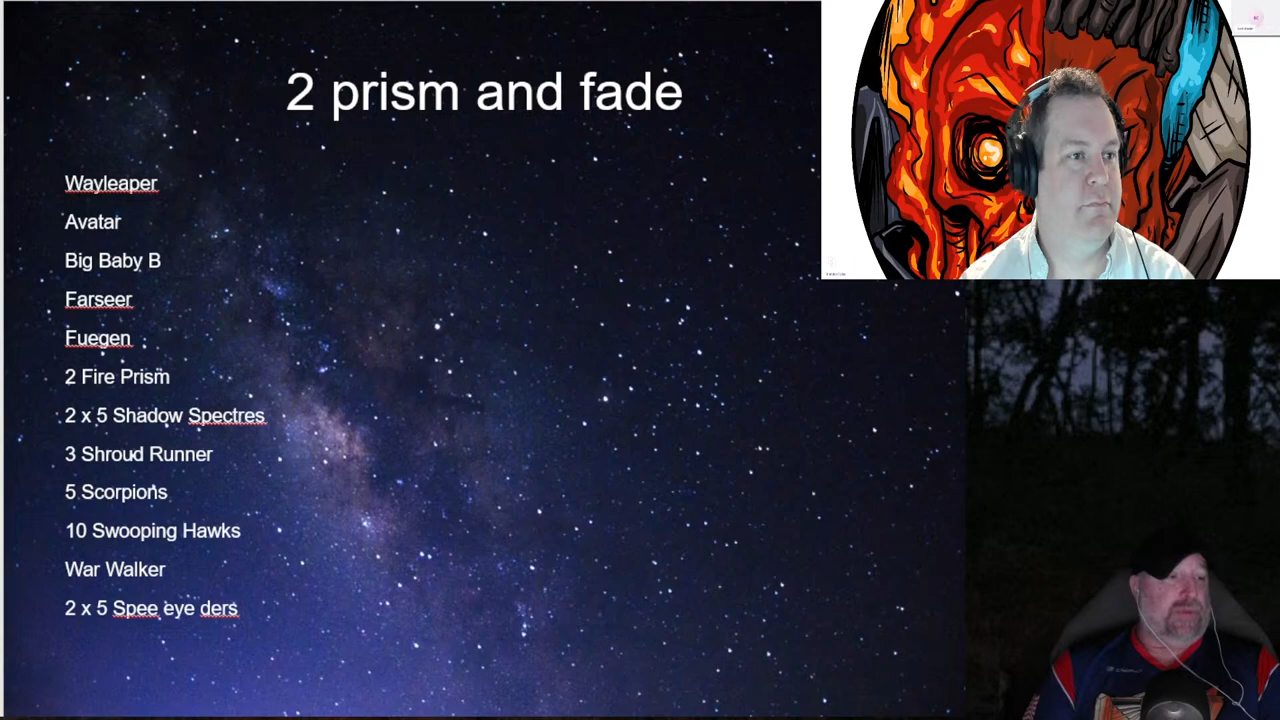 2 prism and fade
Wayleaper
Avatar
Big Baby B
Farseer
Fuegen
2 Fire Prism
2 x 5 Shadow Spectres
3 Shroud Runner
5 Scorpions
10 Swooping Hawks
War Walker
2 x 5 Spee eye ders